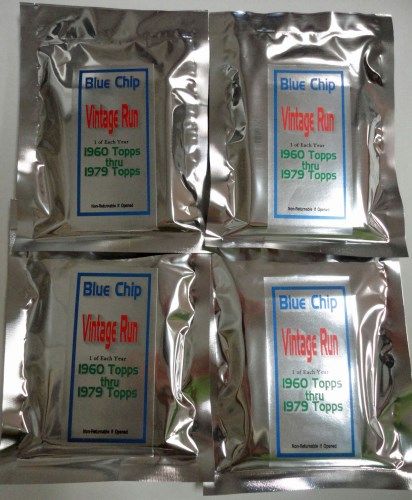 Blue Chip
Vintage Run
1 of Each Year
1960 Topps
thru
1979 Topps
Non-Returnable If Opened
Blue Chip
Vintage Run
1 of Each Year
1960 Topps
thru
1979 Topps
Non-Returnable If Opened
Blue Chip
Vintage Run
1 of Each Year
1960 Topps
thru
1979 Topps
Non-Returnable If Opened
Blue Chip
Vintage Run
1 of Each Year
1960 Topps
thru
1979 Topps
Non-Returnable If Opened